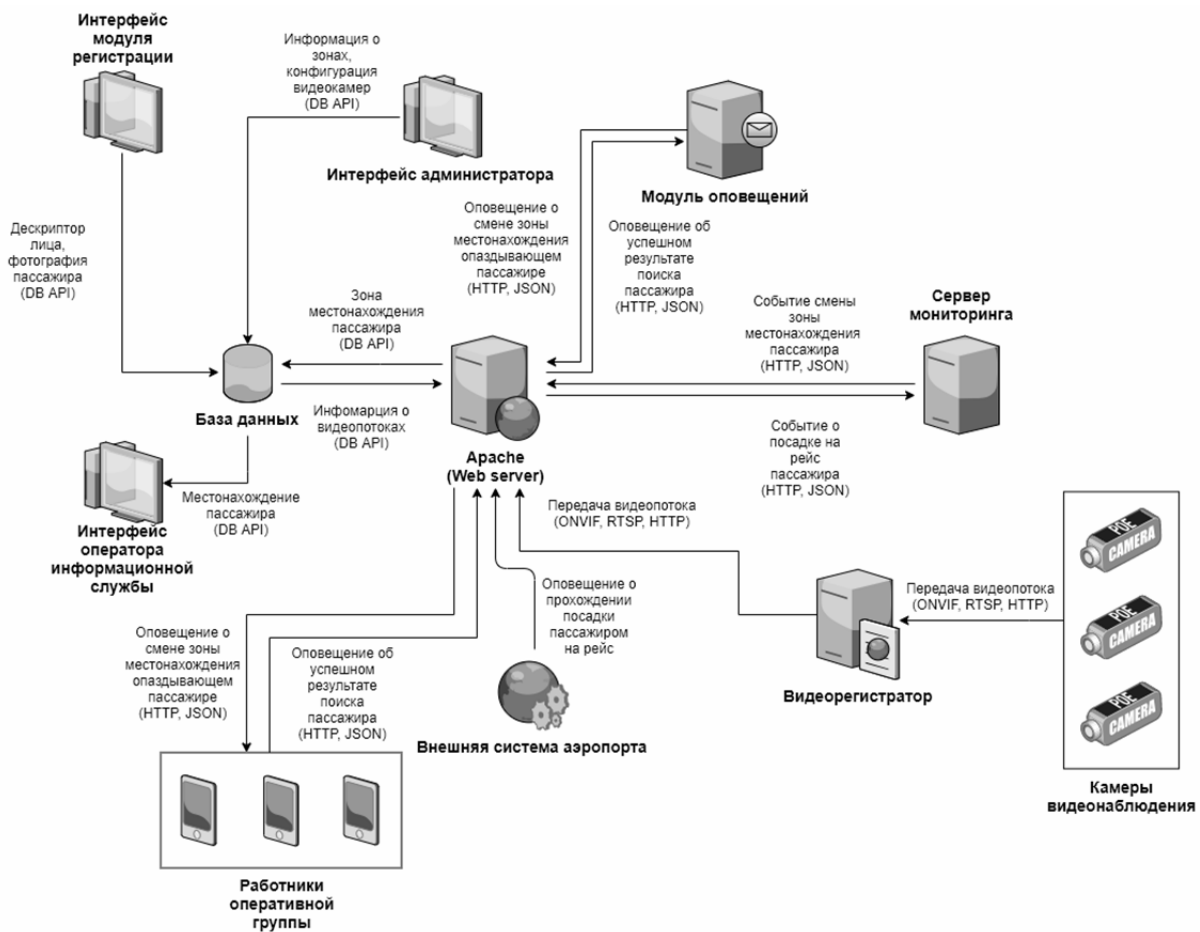 Интерфейс
модуля
регистрации
Информация о
зонах,
конфигурация
видеокамер
(DB API)
Интерфейс администратора
Модуль оповещений
Дескриптор
лица,
фотография
пассажира
(DB API)
Оповещение о
смене зоны
местонахождения
опаздывающем
пассажире
(HTTP, JSON)
Оповещение об
успешном
результате
поиска
пассажира
(HTTP, JSON)
Зона
местонахождения
пассажира
(DB API)
Событие смены
зоны
местонахождения
пассажира
(HTTP, JSON)
Сервер
мониторинга
База данных
Инфомарция о
видеопотоках
(DB API)
Apache
(Web server)
Событие о
посадке на
рейс
пассажира
(HTTP, JSON)
Местонахождение
пассажира
(DB API)
Интерфейс
оператора
информационной
службы
Передача видеопотока
(ONVIF, RTSP, HTTP)
POE
CAMERA
POE
CAMERA
POE
CAMERA
Передача видеопотока
(ONVIF, RTSP, HTTP)
Оповещение о
прохождении
посадки
пассажиром
на рейс
Оповещение о
смене зоны
местонахождения
опаздывающем
пассажире
(HTTP, JSON)
Оповещение об
успешном
результате
поиска
пассажира
(HTTP, JSON)
Видеорегистратор
Внешняя система аэропорта
Камеры
видеонаблюдения
Работники
оперативной
группы